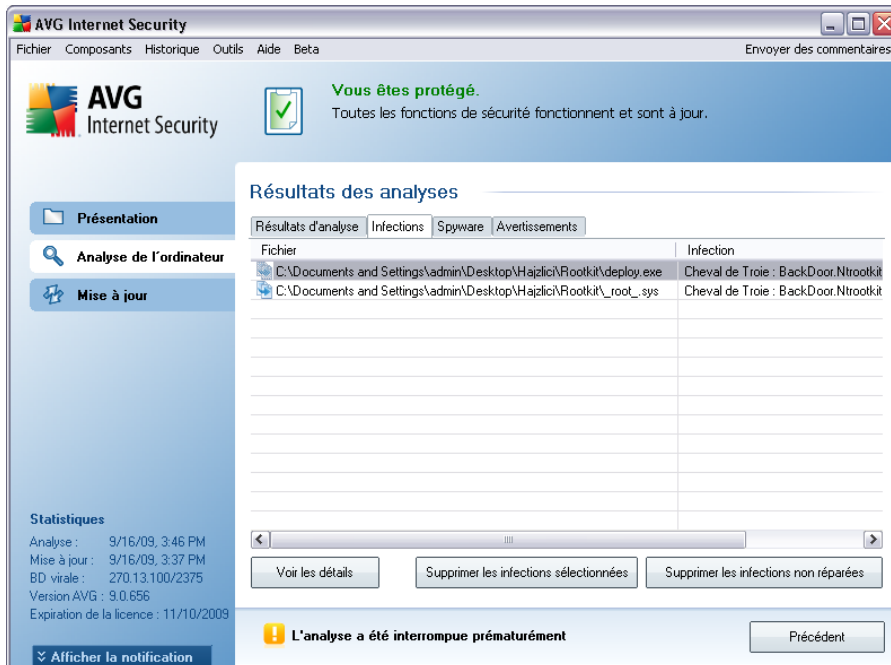 AVG Internet Security
Fichier Composants Historique Outils Aide Beta Envoyer des commentaires
AVG
Internet Security
Vous êtes protégé.
Toutes les fonctions de sécurité fonctionnent et sont à jour.
Présentation
Analyse de l'ordinateur
Mise à jour
Résultats des analyses
Résultats d'analyse Infections Spyware Avertissements
Fichier Infection
C:\Documents and Settings\admin\Desktop\Hajzlici\Rootkit\deploy.exe Cheval de Troie : BackDoor.Ntrootkit
C:\Documents and Settings\admin\Desktop\Hajzlici\Rootkit\_root_.sys Cheval de Troie : BackDoor.Ntrootkit
Voir les détails Supprimer les infections sélectionnées Supprimer les infections non réparées
Statistiques
Analyse : 9/16/09, 3:46 PM
Mise à jour : 9/16/09, 3:37 PM
BD virale : 270.13.100/2375
Version AVG : 9.0.656
Expiration de la licence : 11/10/2009
Afficher la notification
L'analyse a été interrompue prématurément
Précédent